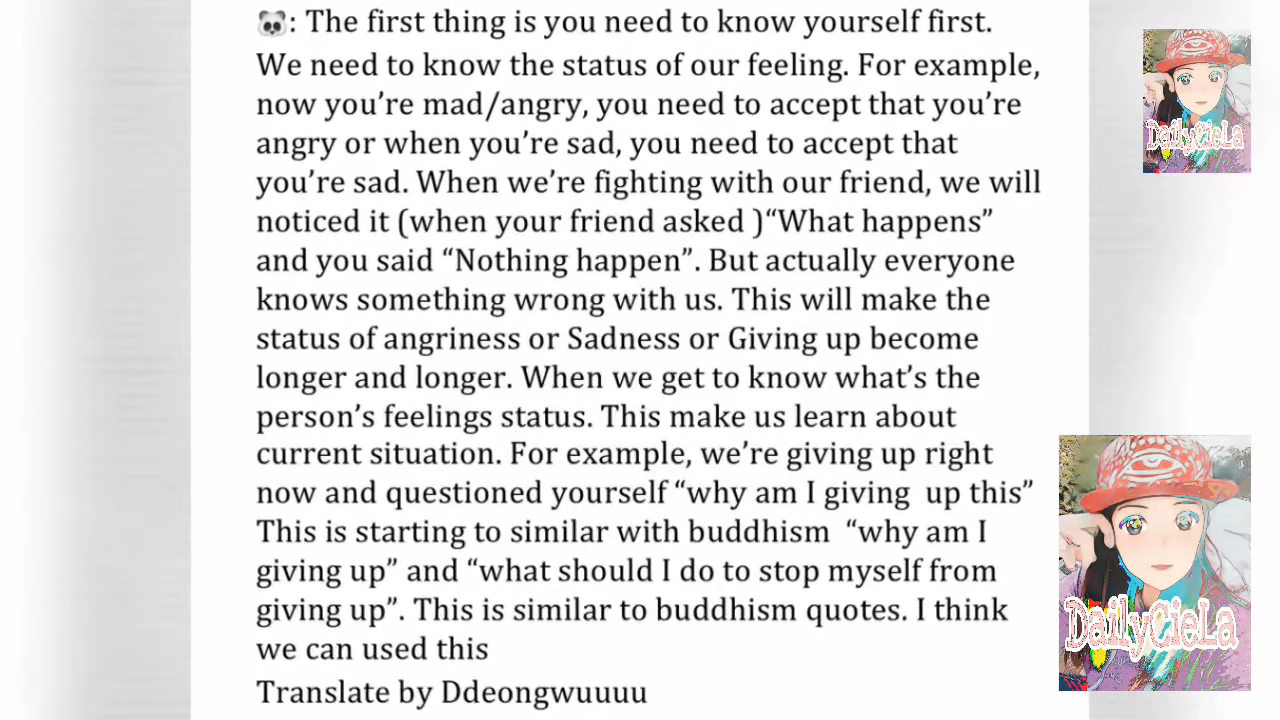 🐼: The first thing is you need to know yourself first.
We need to know the status of our feeling. For example,
now you're mad/angry, you need to accept that you're
angry or when you're sad, you need to accept that
you're sad. When we're fighting with our friend, we will
noticed it (when your friend asked )“What happens”
and you said “Nothing happen”. But actually everyone
knows something wrong with us. This will make the
status of angriness or Sadness or Giving up become
longer and longer. When we get to know what's the
person's feelings status. This make us learn about
current situation. For example, we're giving up right
now and questioned yourself “why am I giving  up this”
This is starting to similar with buddhism  “why am I
giving up” and “what should I do to stop myself from
giving up”. This is similar to buddhism quotes. I think
we can used this
Translate by Ddeongwuuuu
DailyCieLa
DailyCieLa